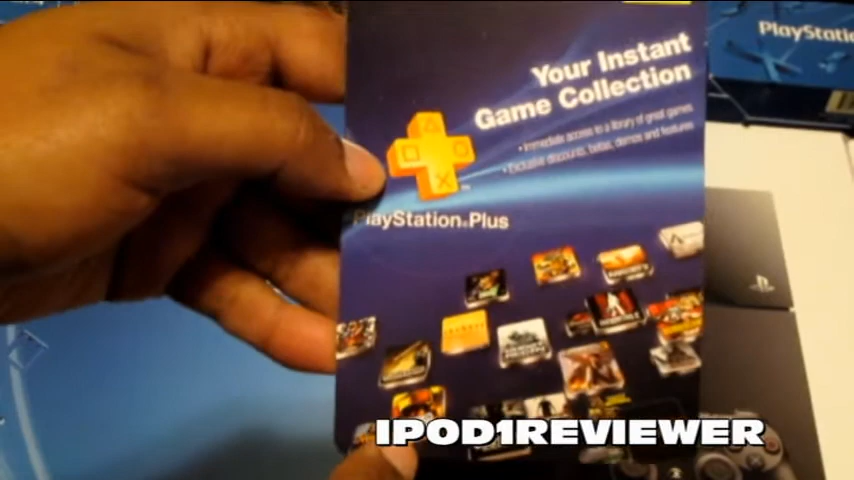 PlayStatio
Your Instant
Game Collection
• Immediate access to a library of great games
• Exclusive discounts, betas, demos and features
PlayStation®Plus
IPOD1REVIEWER